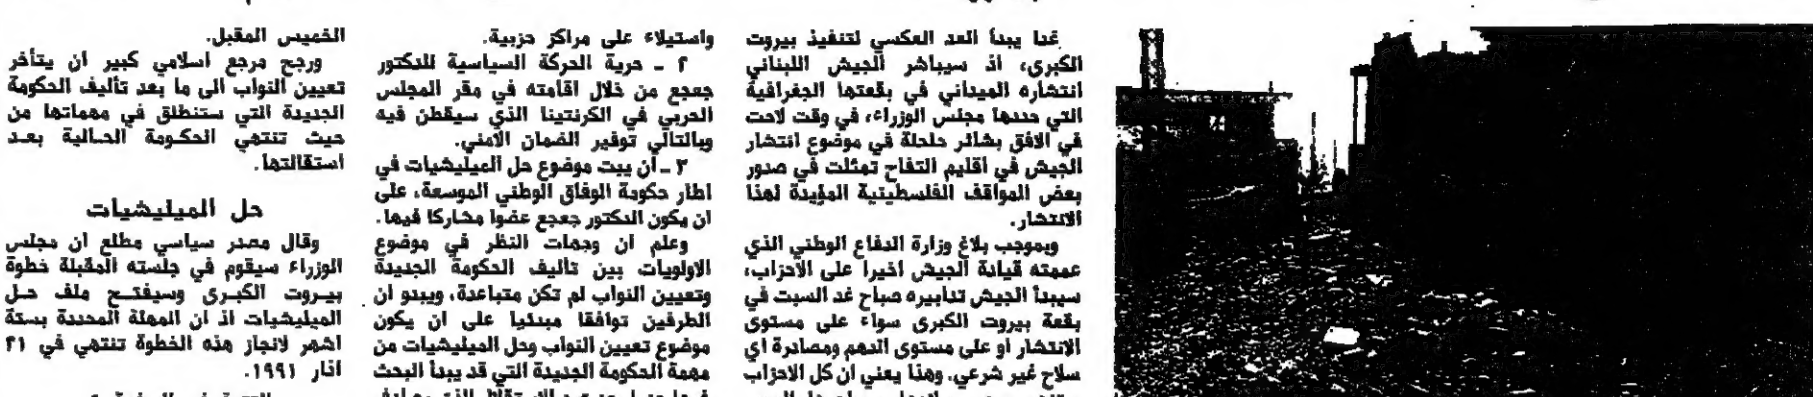 غدا يبدأ العد العكسي لتنفيذ بيروت
الكبرى، اذ سيباشر الجيش اللبناني
انتشاره الميداني في بقعتها الجغرافية
التي حددها مجلس الوزراء، في وقت لاحت
في الافق بشائر حلحلة في موضوع انتشار
الجيش في اقليم التفاح تمثلت في صدور
بعض المواقف الفلسطينية المؤيدة لهذا
الانتشار.
وبموجب بلاغ وزارة الدفاع الوطني الذي
عممته قيادة الجيش اخيرا على الاحزاب،
سيبدأ الجيش تدابيره صباح غد السبت في
بقعة بيروت الكبرى سواء على مستوى
الانتشار او على مستوى الدهم ومصادرة اي
سلاح غير شرعي. وهذا يعني ان كل الاحزاب
واستيلاء على مراكز حزبية.
٢ ـ حرية الحركة السياسية للدكتور
جعجع من خلال اقامته في مقر المجلس
الحربي في الكرنتينا الذي سيقطن فيه
وبالتالي توفير الضمان الامني.
٣ ـ ان يبت موضوع حل الميليشيات في
اطار حكومة الوفاق الوطني الموسعة، على
ان يكون الدكتور جعجع عضوا مشاركا فيها.
وعلم ان وجهات النظر في موضوع
الاولويات بين تأليف الحكومة الجديدة
وتعيين النواب لم تكن متباعدة، ويبدو ان
الطرفين توافقا مبدئيا على ان يكون
موضوع تعيين النواب وحل الميليشيات من
مهمة الحكومة الجديدة التي قد يبدأ البحث
الخميس المقبل.
ورجح مرجع اسلامي كبير ان يتأخر
تعيين النواب الى ما بعد تأليف الحكومة
الجديدة التي ستنطلق في مهماتها من
حيث تنتهي الحكومة الحالية بعد
استقالتها.
حل الميليشيات
وقال مصدر سياسي مطلع ان مجلس
الوزراء سيقوم في جلسته المقبلة خطوة
بيروت الكبرى وسيفتح ملف حل
الميليشيات اذ ان المهلة المحددة بستة
اشهر لانجاز هذه الخطوة تنتهي في ٢١
اذار ١٩٩١.